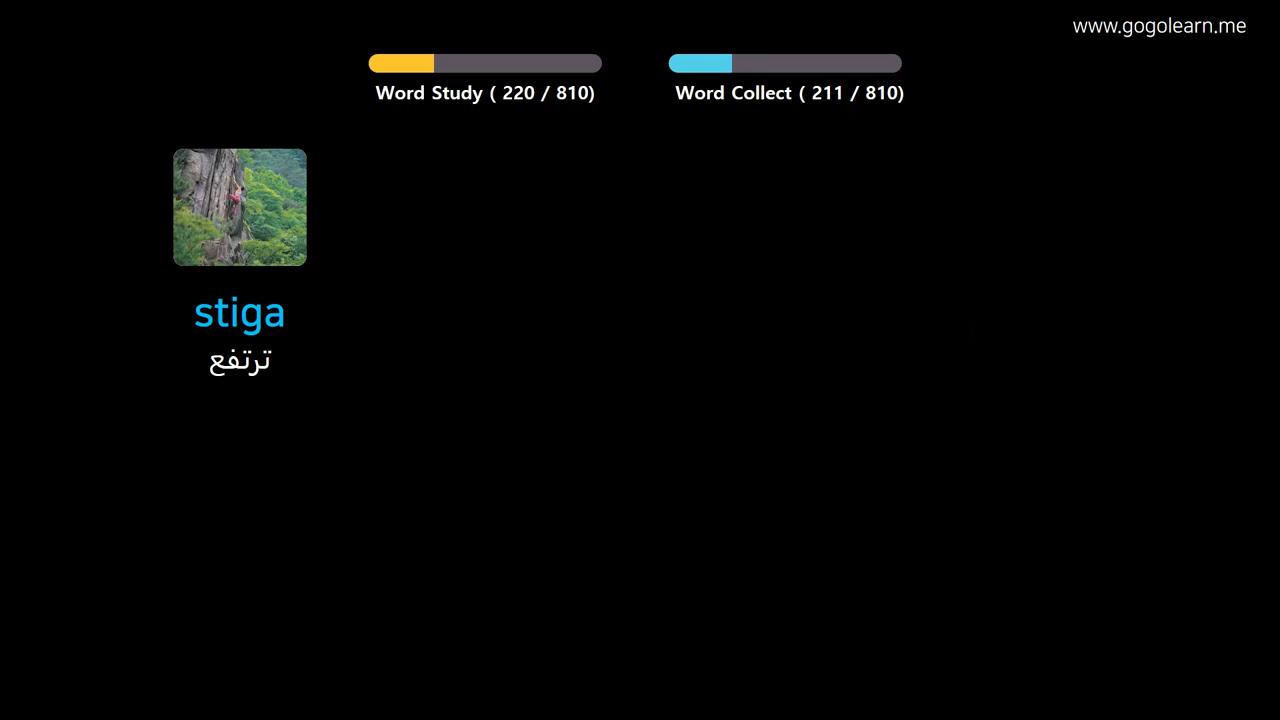 www.gogolearn.me
Word Study ( 220 / 810)
Word Collect ( 211 / 810)
stiga
ترتفع